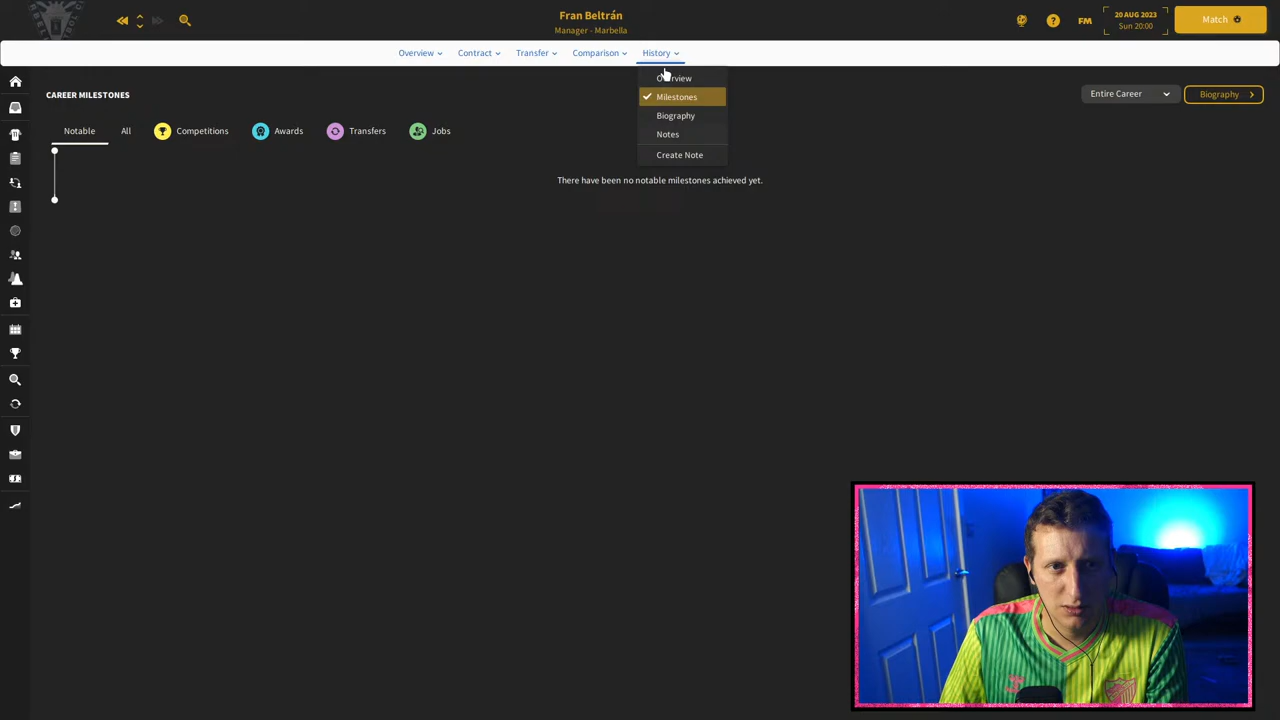 Fran Beltrán
Manager - Marbella
FM
20 AUG 2023
Sun 20:00
Match
Overview
Contract
Transfer
Comparison
History
Overview
Milestones
Biography
Notes
Create Note
CAREER MILESTONES
Entire Career
Biography
Notable
All
Competitions
Awards
Transfers
Jobs
There have been no notable milestones achieved yet.